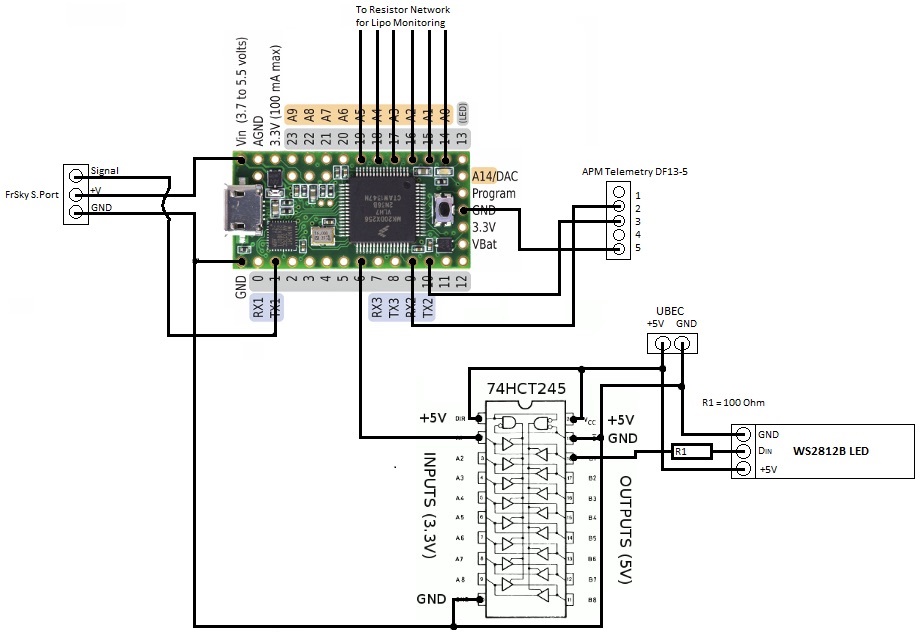 To Resistor Network
for Lipo Monitoring
Vin (3.7 to 5.5 volts)
AGND
3.3V (100 mA max)
A9
A8
A7
A6
A5
A4
A3
A2
A1
A0
(LED)
23
22
21
20
19
18
17
16
15
14
13
FrSky S.Port
Signal
+V
GND
A14/DAC
Program
GND
3.3V
VBat
APM Telemetry DF13-5
1
2
3
4
5
GND
0
1
2
3
4
5
6
7
8
9
10
11
12
RX1
TX1
RX3
TX3
RX2
TX2
UBEC
+5V GND
74HCT245
+5V
DIR
VCC
+5V
GND
R1 = 100 Ohm
R1
GND
DIN
+5V
WS2812B LED
A2
A3
A4
A5
A6
A7
A8
INPUTS (3.3V)
B2
B3
B4
B5
B6
B7
B8
OUTPUTS (5V)
GND